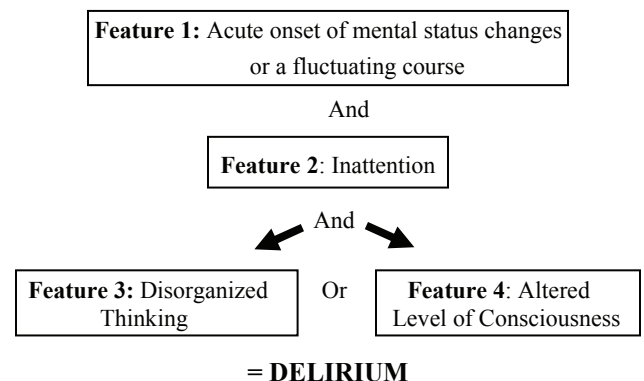 Feature 1: Acute onset of mental status changes
or a fluctuating course
And
Feature 2: Inattention
And
Feature 3: Disorganized
Thinking
Or
Feature 4: Altered
Level of Consciousness
= DELIRIUM